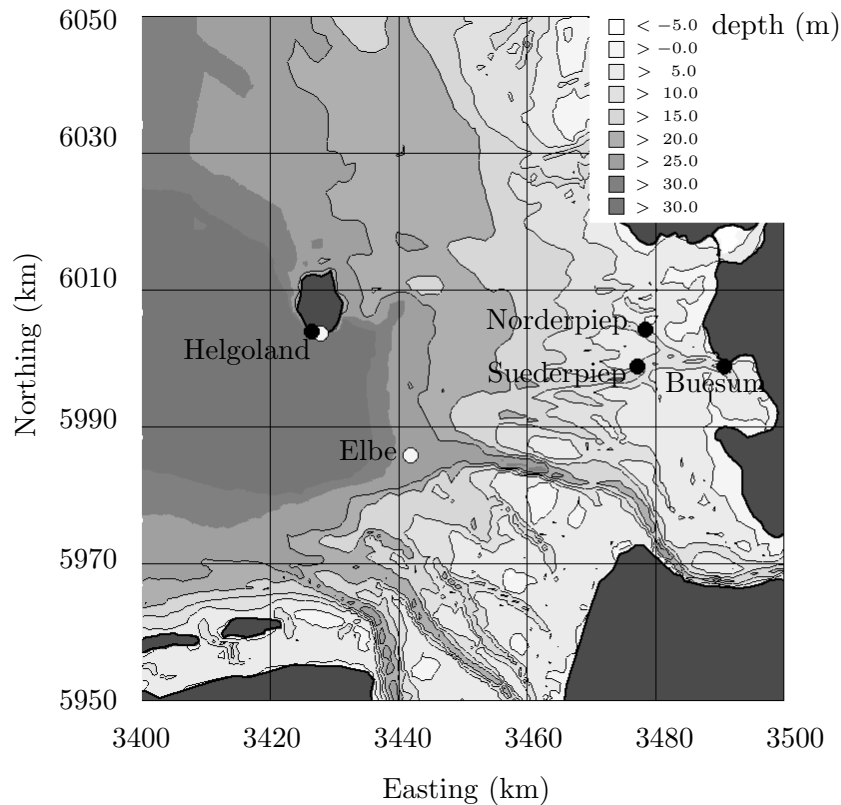 6050
6030
6010
5990
5970
5950
Northing (km)
3400
3420
3440
3460
3480
3500
Easting (km)
depth (m)
< −5.0
> −0.0
> 5.0
> 10.0
> 15.0
> 20.0
> 25.0
> 30.0
> 30.0
Norderpiep
Helgoland
Suederpiep
Buesum
Elbe